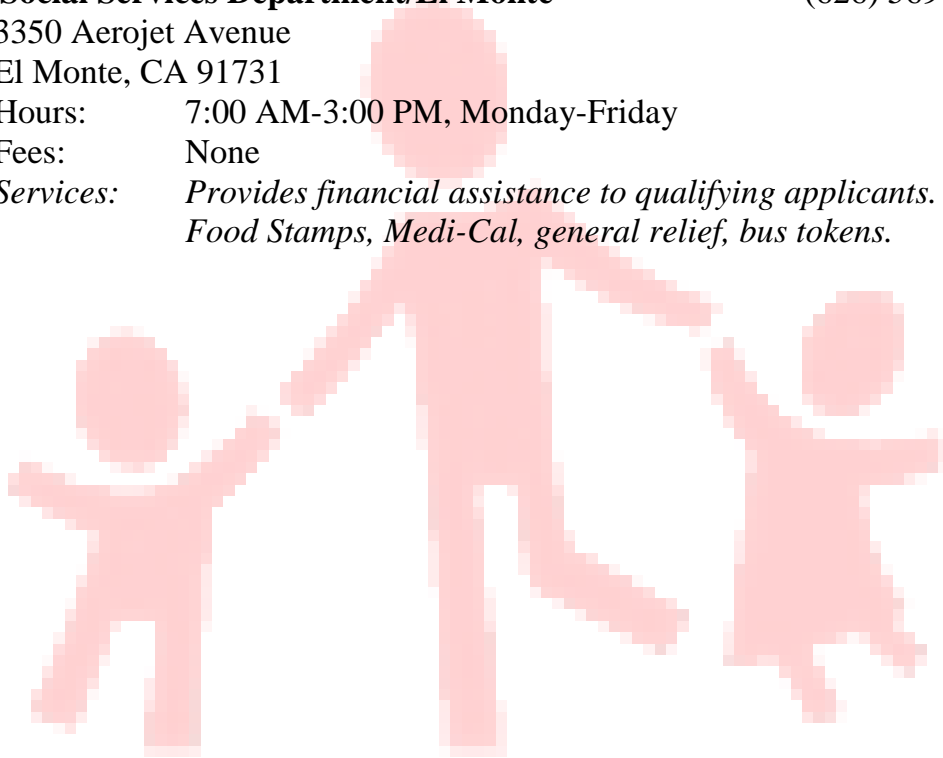 Social Services Department/El Monte (626) 569
3350 Aerojet Avenue
El Monte, CA 91731
Hours: 7:00 AM-3:00 PM, Monday-Friday
Fees: None
Services: Provides financial assistance to qualifying applicants.
Food Stamps, Medi-Cal, general relief, bus tokens.